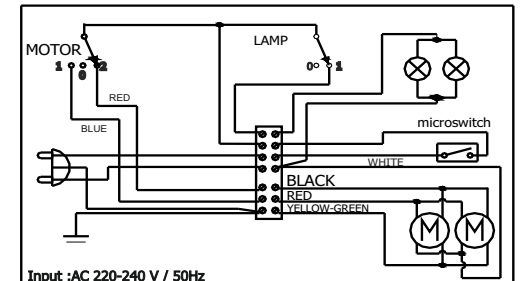 MOTOR
LAMP
1 0 2
0 1
RED
BLUE
microswitch
WHITE
BLACK
RED
YELLOW-GREEN
M M
Input :AC 220-240 V / 50Hz